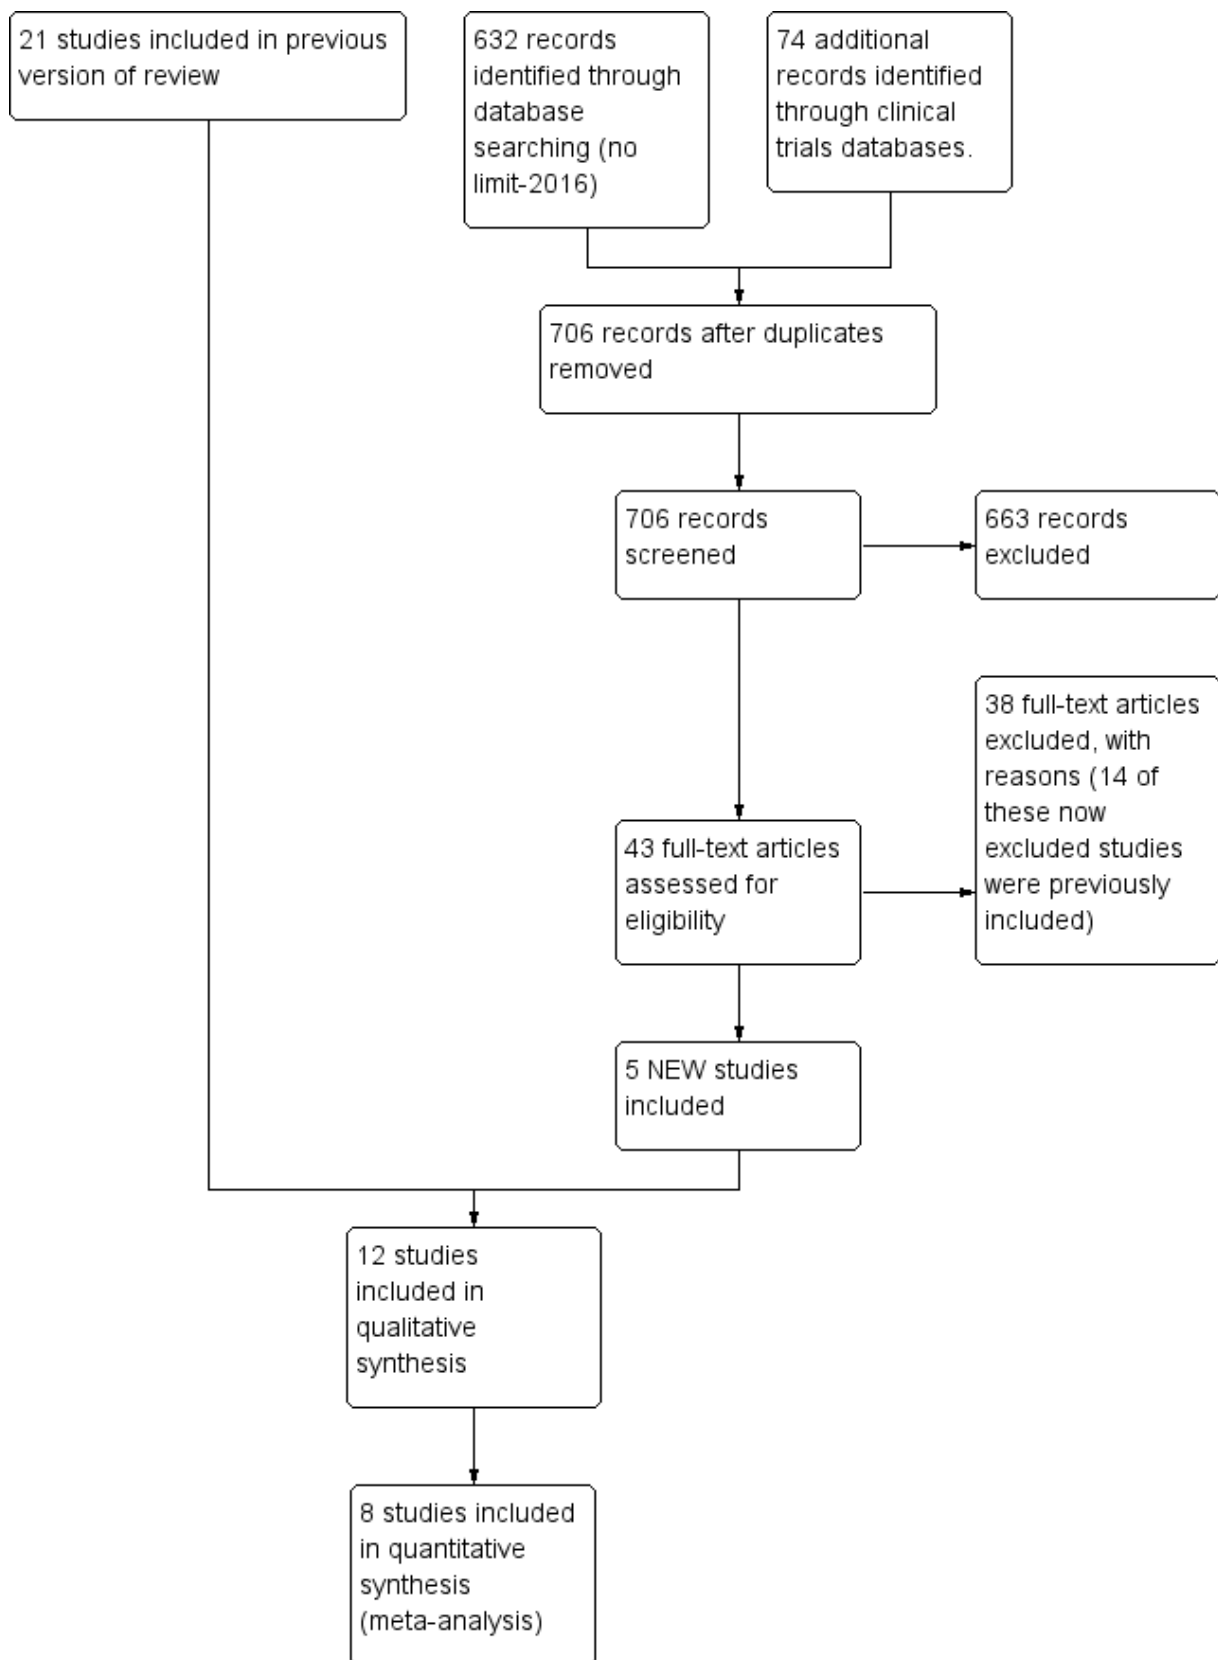 21 studies included in previous
version of review
632 records
identified through
database
searching (no
limit-2016)
74 additional
records identified
through clinical
trials databases.
706 records after duplicates
removed
706 records
screened
663 records
excluded
43 full-text articles
assessed for
eligibility
38 full-text articles
excluded, with
reasons (14 of
these now
excluded studies
were previously
included)
5 NEW studies
included
12 studies
included in
qualitative
synthesis
8 studies included
in quantitative
synthesis
(meta-analysis)